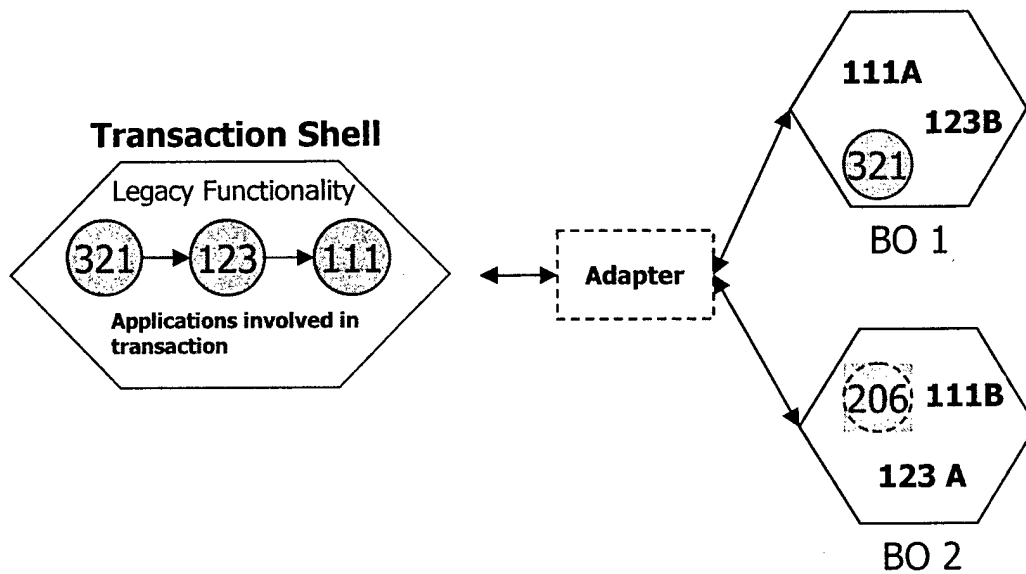 Transaction Shell
Legacy Functionality
321
123
111
Applications involved in
transaction
Adapter
111A
123B
321
BO 1
206
111B
123 A
BO 2